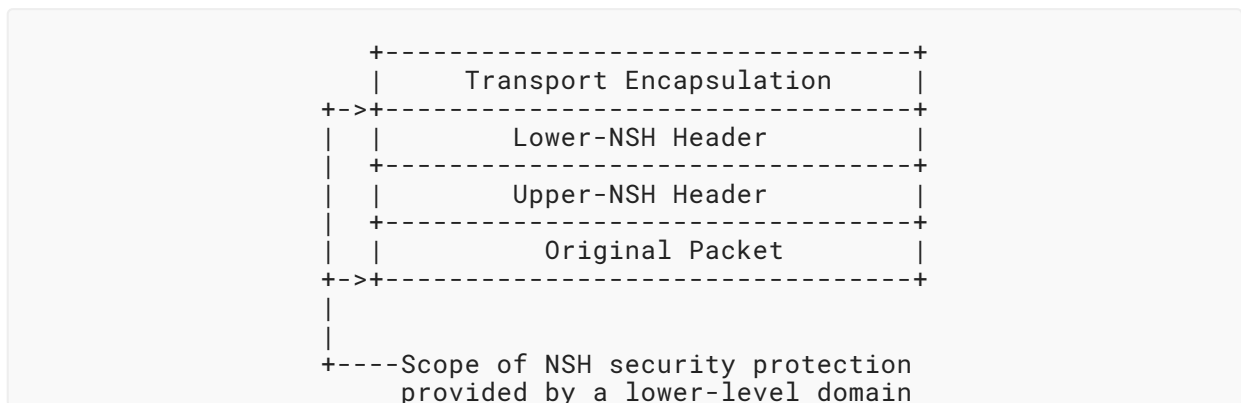 +---------------------------------+
   |     Transport Encapsulation     |
+->+---------------------------------+
|  |        Lower-NSH Header         |
|  +---------------------------------+
|  |        Upper-NSH Header         |
|  +---------------------------------+
|  |          Original Packet        |
+->+---------------------------------+
|
|
+----Scope of NSH security protection
     provided by a lower-level domain